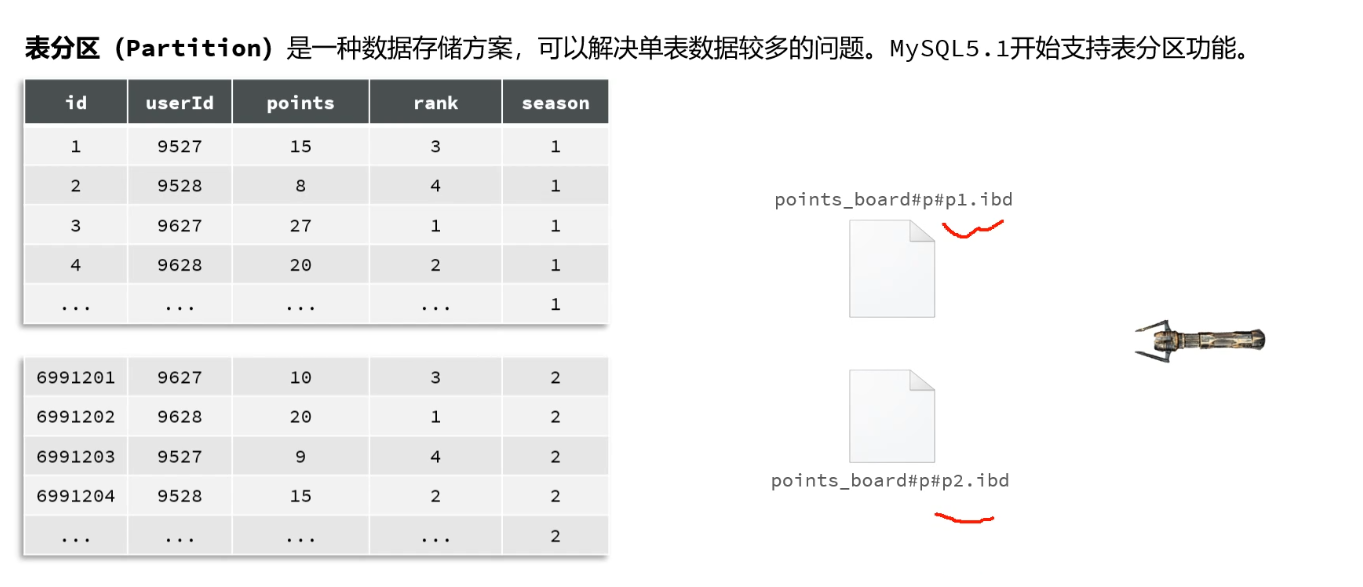 表分区（Partition）是一种数据存储方案，可以解决单表数据较多的问题。MySQL5.1开始支持表分区功能。
id userId points rank season
1 9527 15 3 1
2 9528 8 4 1
3 9627 27 1 1
4 9628 20 2 1
... ... ... ... 1
6991201 9627 10 3 2
6991202 9628 20 1 2
6991203 9527 9 4 2
6991204 9528 15 2 2
... ... ... ... 2
points_board#p#p1.ibd
points_board#p#p2.ibd